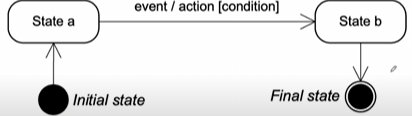 event / action [condition]
State a
State b
Initial state
Final state